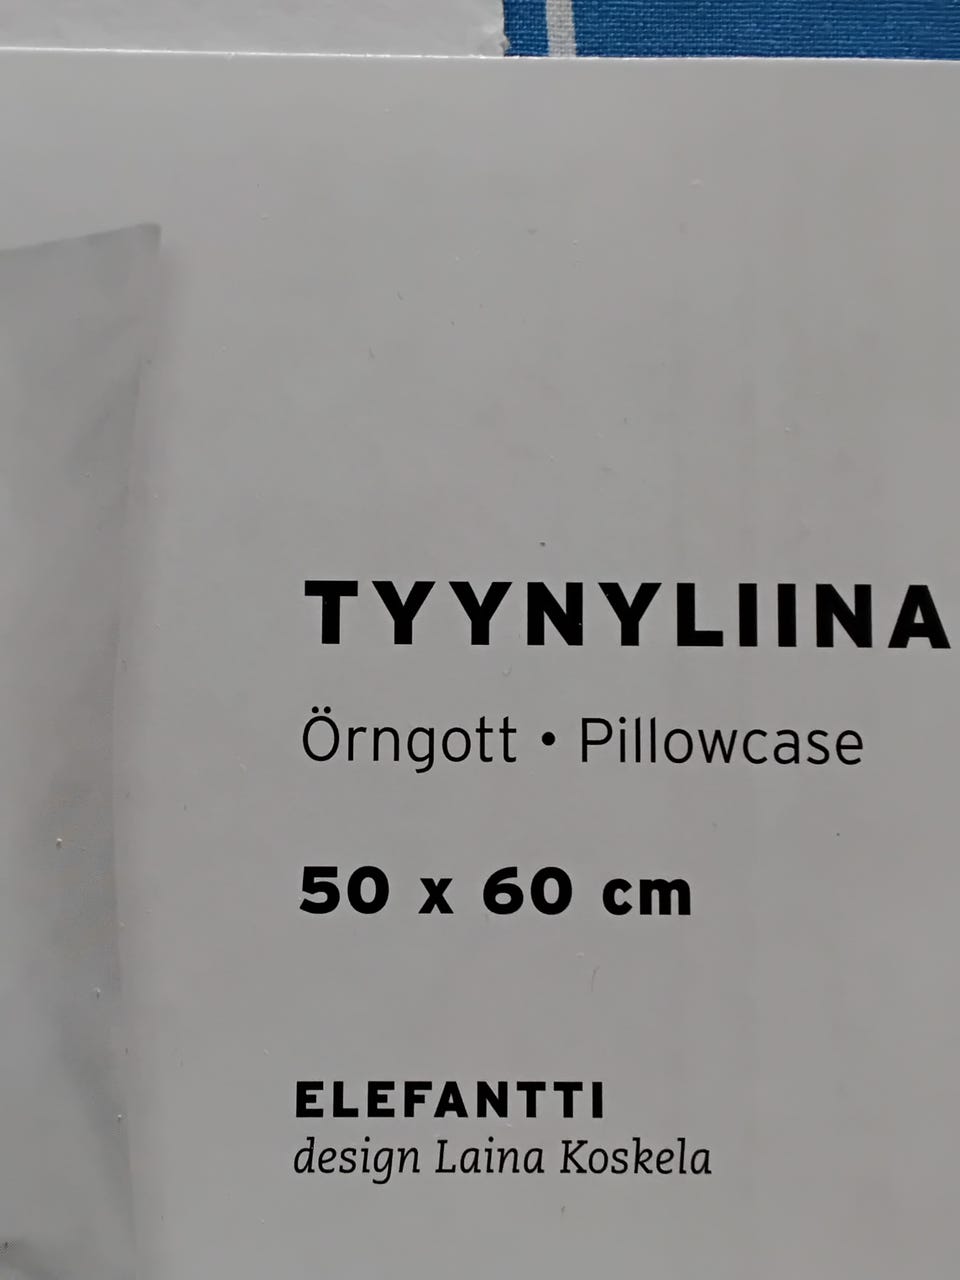 TYYNYLIINA
Örngott • Pillowcase
50 x 60 cm
ELEFANTTI
design Laina Koskela